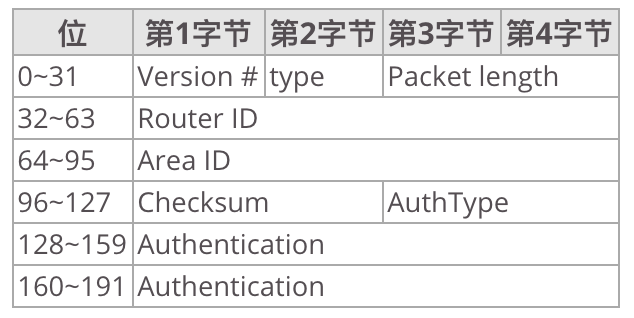 位 第1字节 第2字节 第3字节 第4字节
0~31 Version # type Packet length
32~63 Router ID
64~95 Area ID
96~127 Checksum AuthType
128~159 Authentication
160~191 Authentication